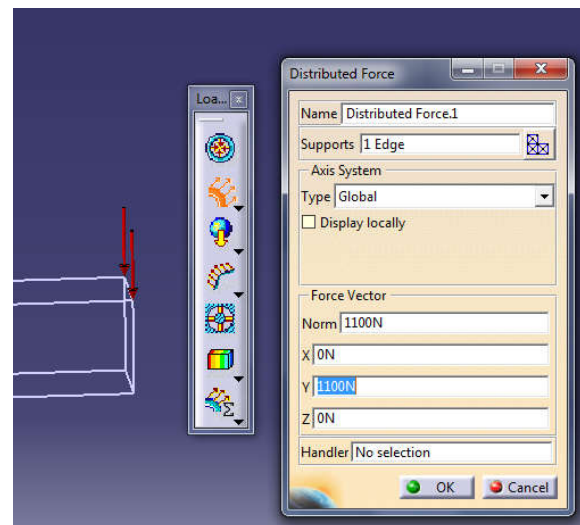 Loa...
Distributed Force
Name Distributed Force.1
Supports 1 Edge
Axis System
Type Global
Display locally
Force Vector
Norm 1100N
X 0N
Y 1100N
Z 0N
Handler No selection
OK Cancel